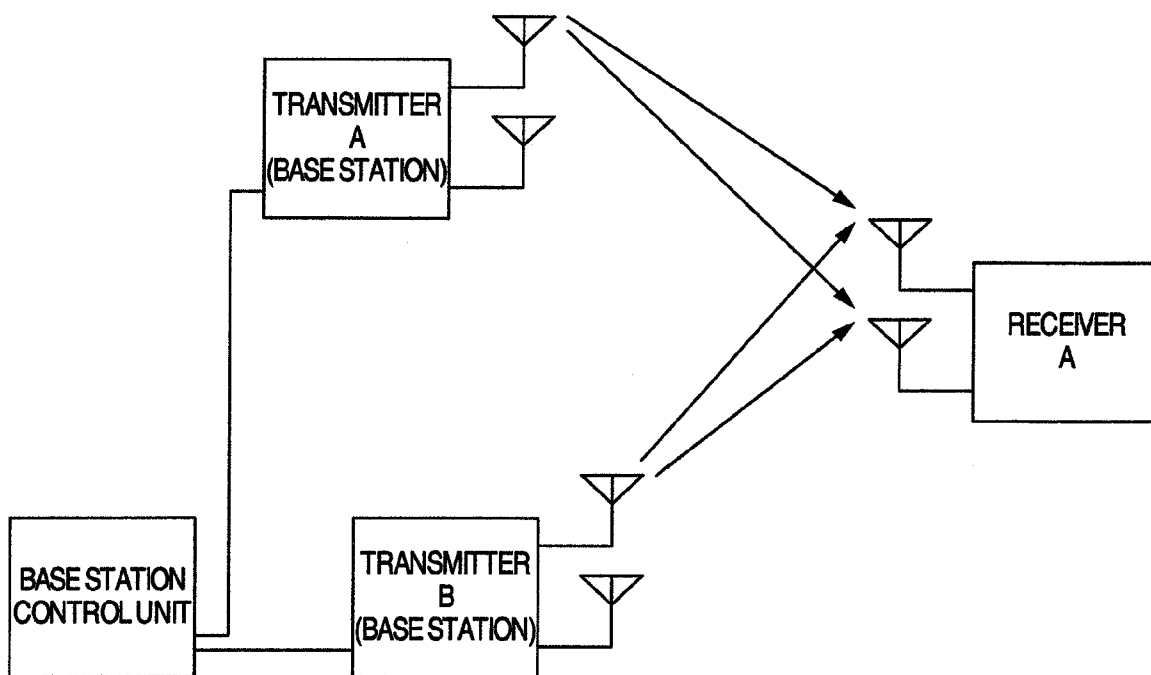 TRANSMITTER
A
(BASE STATION)
RECEIVER
A
BASE STATION
CONTROL UNIT
TRANSMITTER
B
(BASE STATION)